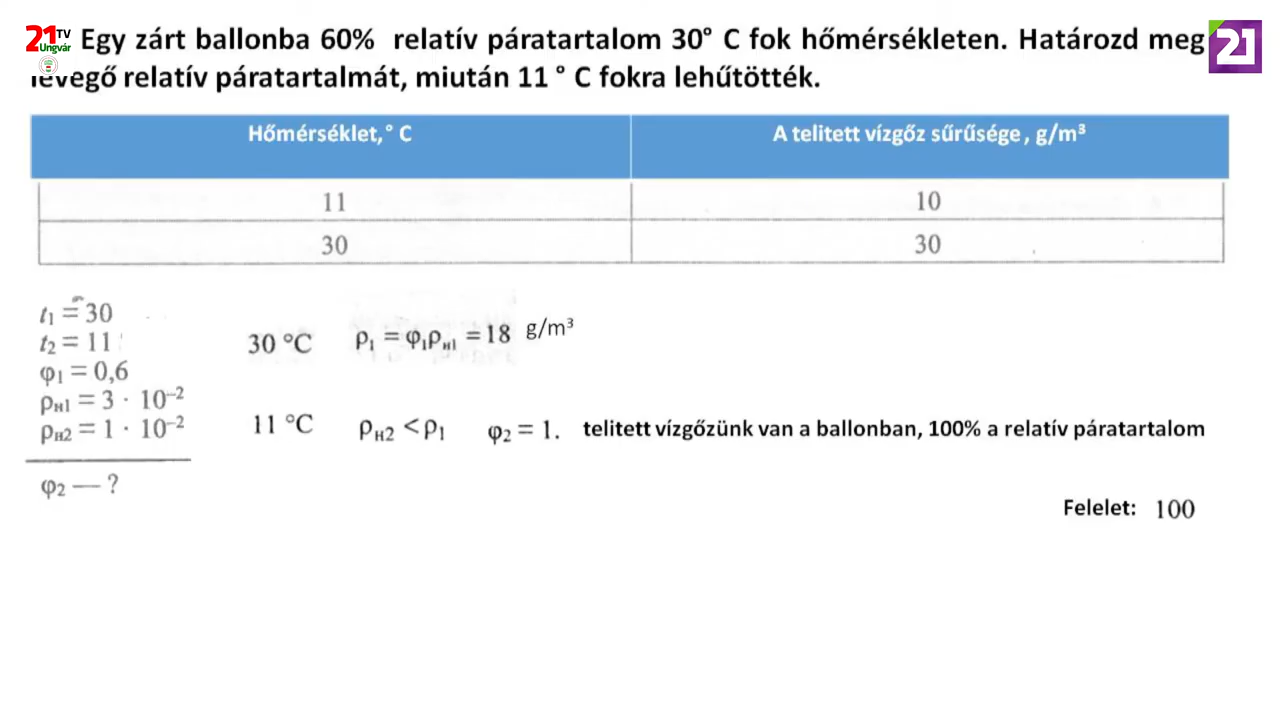 21 TV Ungvár
21
Egy zárt ballonba 60% relatív páratartalom 30° C fok hőmérsékleten. Határozd meg
levegő relatív páratartalmát, miután 11 ° C fokra lehűtötték.
Hőmérséklet,° C A telitett vízgőz sűrűsége , g/m³
11 10
30 30
t₁ = 30
t₂ = 11
φ₁ = 0,6
ρн₁ = 3 · 10⁻²
ρн₂ = 1 · 10⁻²
φ₂ — ?
30 °C ρ₁ = φ₁ρн₁ = 18 g/m³
11 °C ρн₂ < ρ₁ φ₂ = 1. telitett vízgőzünk van a ballonban, 100% a relatív páratartalom
Felelet: 100